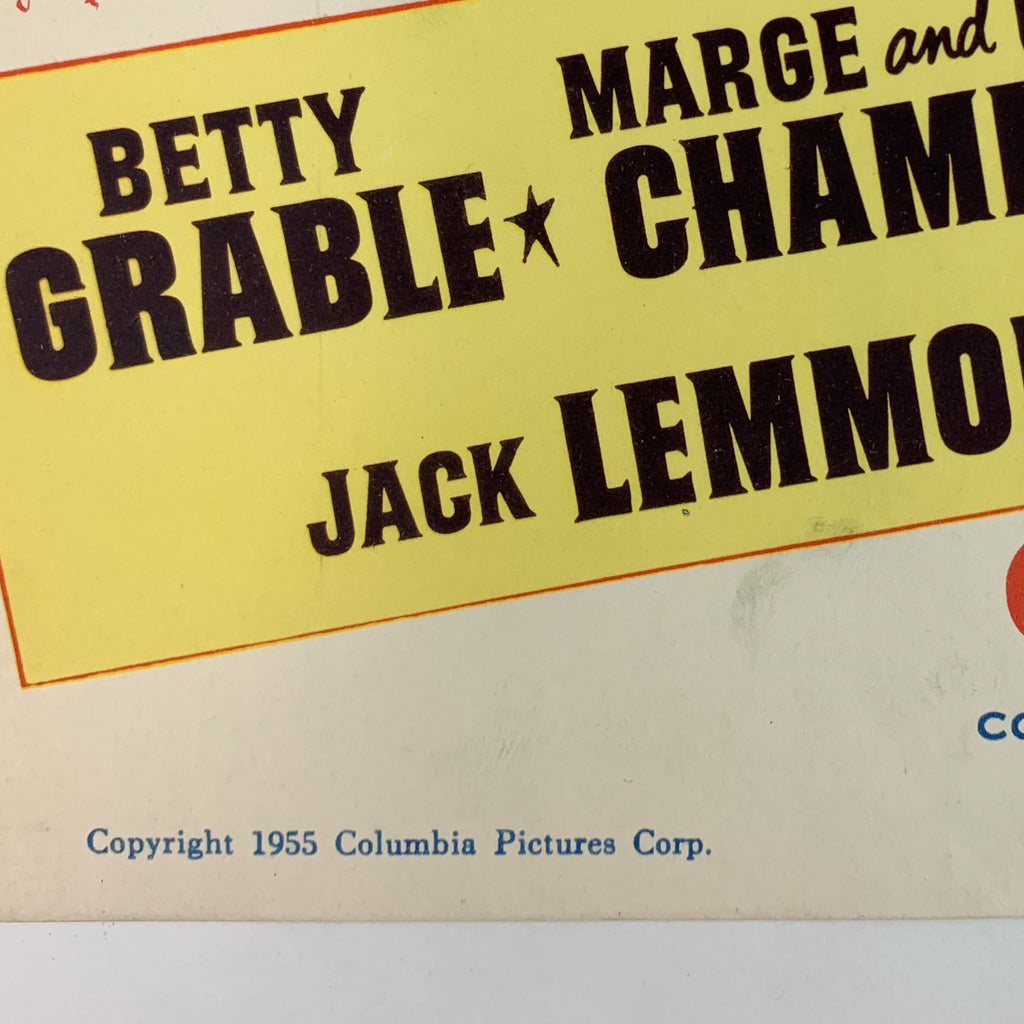 BETTY
MARGE and
GRABLE ★ CHAM
JACK LEMMO
CO
Copyright 1955 Columbia Pictures Corp.